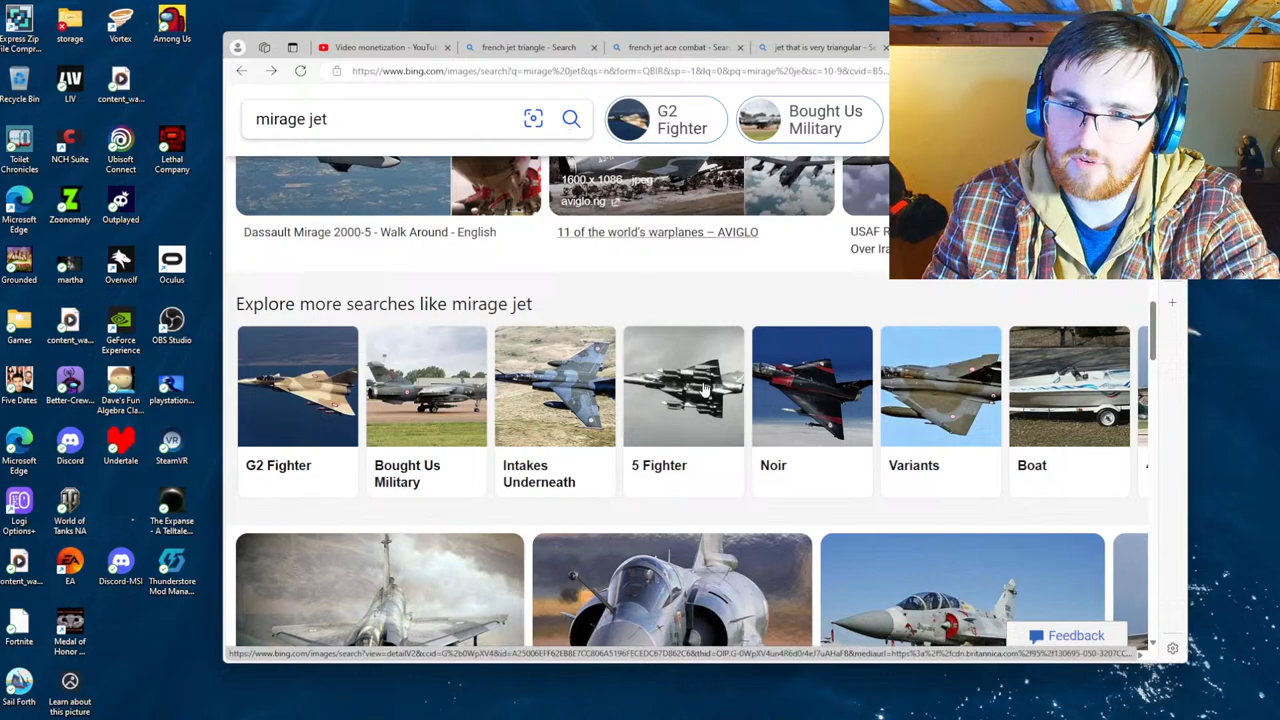 Express Zip
File Compr...
storage
Vortex
Among Us
Recycle Bin
LIV
content_wa...
Toilet
Chronicles
NCH Suite
Ubisoft
Connect
Lethal
Company
Microsoft
Edge
Zoonomaly
Outplayed
Grounded
martha
Overwolf
Oculus
Games
content_wa...
GeForce
Experience
OBS Studio
Five Dates
Better-Crew...
Dave's Fun
Algebra Cla...
playstation...
Microsoft
Edge
Discord
Undertale
SteamVR
Logi
Options+
World of
Tanks NA
Outplayed
The Expanse
- A Telltale...
content_wa...
EA
Discord-MSI
Thunderstore
Mod Mana...
Fortnite
Medal of
Honor ...
Sail Forth
Learn about
this picture
Video monetization - YouTu
french jet triangle - Search
french jet ace combat - Sear
jet that is very triangular - Se
https://www.bing.com/images/search?q=mirage%20jet&qs=n&form=QBIR&sp=-1&lq=0&pq=mirage%20je&sc=10-9&cvid=B5...
mirage jet
G2
Fighter
Bought Us
Military
1600 x 1086 · jpeg
aviglo.ng
Dassault Mirage 2000-5 - Walk Around - English
11 of the world's warplanes – AVIGLO
USAF R
Over Ira
Explore more searches like mirage jet
G2 Fighter
Bought Us
Military
Intakes
Underneath
5 Fighter
Noir
Variants
Boat
Feedback